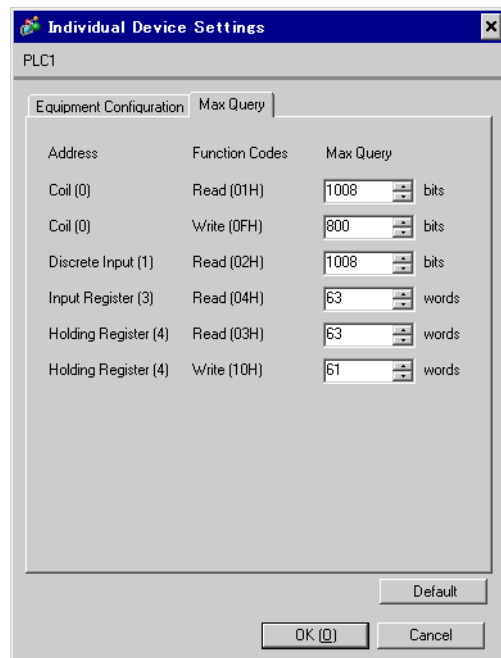 Individual Device Settings
PLC1
Equipment Configuration Max Query
Address Function Codes Max Query
Coil (0) Read (01H) 1008 bits
Coil (0) Write (0FH) 800 bits
Discrete Input (1) Read (02H) 1008 bits
Input Register (3) Read (04H) 63 words
Holding Register (4) Read (03H) 63 words
Holding Register (4) Write (10H) 61 words
Default
OK (O) Cancel